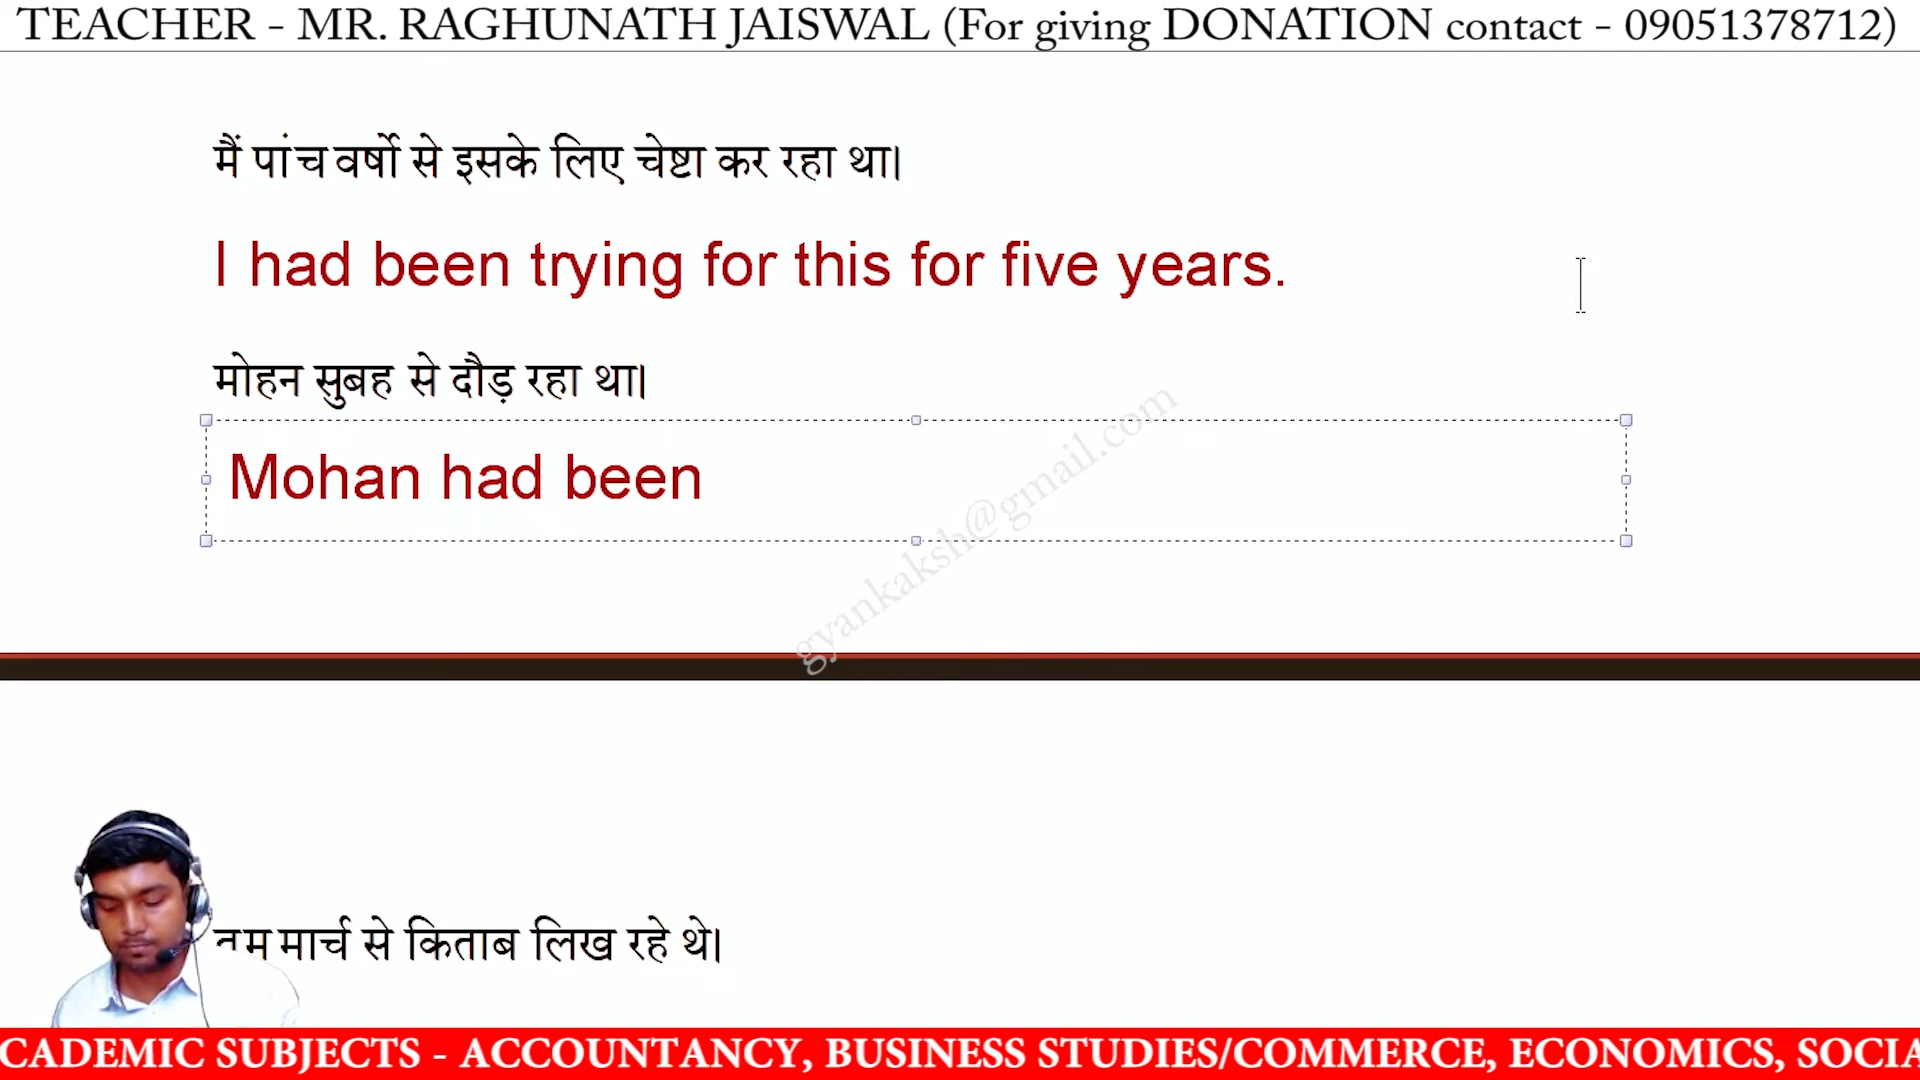 TEACHER - MR. RAGHUNATH JAISWAL (For giving DONATION contact - 09051378712)
मैं पांच वर्षो से इसके लिए चेष्टा कर रहा था।
I had been trying for this for five years.
मोहन सुबह से दौड़ रहा था।
Mohan had been
gyankaksh@gmail.com
तुम मार्च से किताब लिख रहे थे।
CADEMIC SUBJECTS - ACCOUNTANCY, BUSINESS STUDIES/COMMERCE, ECONOMICS, SOCIA